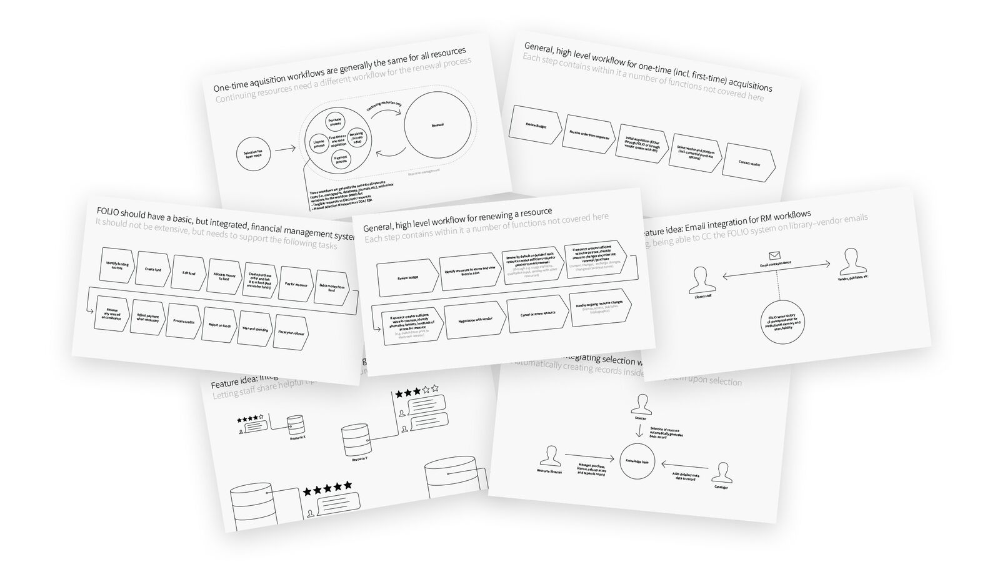 One-time aquisition workflows are generally the same for all resources
Continuing resources need a different workflow for the renewal process
Selection has
been made
Purchase
process
License
process
First-time or
one-time
acquisition
Receiving
/ Access
setup
Payment
process
Continuing resources only
Renewal
Resource management
These workflows are generally the same for all resource
types (i.e. monographs, databases, journals, etc.), with minor
variations for the workflow details for:
• Tangible resources vs Electronic resources
• Manual selection of resources vs DDA / EBA
General, high level workflow for one-time (incl. first-time) acquisitions
Each step contains within it a number of functions not covered here
Review Budget
Receive order from requester
Initial acquisition (Either
through FOLIO or through
vendor system with API)
Select vendor and platform
(incl. consortial purchase
options)
Contact vendor
FOLIO should have a basic, but integrated, financial management syste
It should not be extensive, but needs to support the following tasks
Identify funding
sources
Create fund
Edit fund
Allocate money
to fund
Create purchase
order and link
it to a fund (AKA
encumber funds)
Pay for resource
Debit money from
fund
Release
any unused
encumbrance
Adjust payment
when necessary
Process credits
Report on funds
Year end spending
Fiscal year rollover
General, high level workflow for renewing a resource
Each step contains within it a number of functions not covered here
Review budget
Identify resources to renew and view
them in a list
Renew by default or decide if each
resource creates sufficient value for
patrons to merit renewal
(through e.g. usage statistics,
qualitative input, overlap with other
resources)
If resource creates sufficient
value for patrons, identify
resource changes since the last
renewal / purchase
(content changes, exchange changes,
changes to business terms)
If resource creates sufficient
value for patrons, identify
alternative formats / methods of
access for resource
(e.g. switch from print to
electronic version)
Negotiation with vendor
Cancel or renew resource
Handle on going resource changes
(license, access, publisher,
bibliographic)
eature idea: Email integration for RM workflows
g. being able to CC the FOLIO system on library–vendor emails
Email correspondence
Library staff
Vendor, publisher, etc.
FOLIO saves history
of correspondence for
institutional memory and
searchability
Feature idea: Integ
Letting staff share helpful tips
Resource X
Resource Y
ntegrating selection w
Automatically creating records inside
stem upon selection
Selector
Selection of resource
automatically generates
basic record
Resource librarian
Manages purchase,
license, sets up acces
and expands record
Knowledge base
Adds detailed meta
data to record
Cataloger